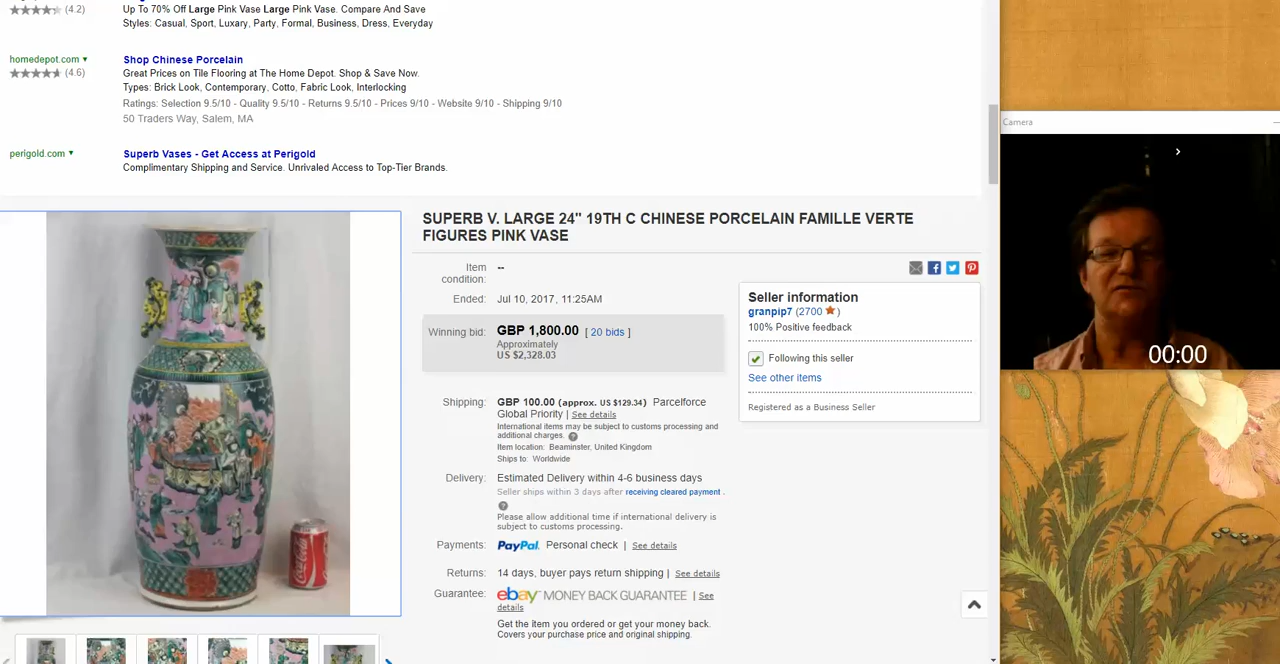 (4.2)
Up To 70% Off Large Pink Vase Large Pink Vase. Compare And Save
Styles: Casual, Sport, Luxury, Party, Formal, Business, Dress, Everyday
homedepot.com
Shop Chinese Porcelain
(4.6)
Great Prices on Tile Flooring at The Home Depot. Shop & Save Now.
Types: Brick Look, Contemporary, Cotto, Fabric Look, Interlocking
Ratings: Selection 9.5/10 - Quality 9.5/10 - Returns 9.5/10 - Prices 9/10 - Website 9/10 - Shipping 9/10
50 Traders Way, Salem, MA
perigold.com
Superb Vases - Get Access at Perigold
Complimentary Shipping and Service. Unrivaled Access to Top-Tier Brands.
SUPERB V. LARGE 24" 19TH C CHINESE PORCELAIN FAMILLE VERTE
FIGURES PINK VASE
Item
condition:
--
Ended: Jul 10, 2017, 11:25AM
Winning bid: GBP 1,800.00 [ 20 bids ]
Approximately
US $2,328.03
Shipping: GBP 100.00 (approx. US $129.34) Parcelforce
Global Priority | See details
International items may be subject to customs processing and
additional charges. ?
Item location: Beaminster, United Kingdom
Ships to: Worldwide
Delivery: Estimated Delivery within 4-6 business days
Seller ships within 3 days after receiving cleared payment .
?
Please allow additional time if international delivery is
subject to customs processing.
Payments: PayPal Personal check | See details
Returns: 14 days, buyer pays return shipping | See details
Guarantee: ebay MONEY BACK GUARANTEE | See
details
Get the item you ordered or get your money back.
Covers your purchase price and original shipping.
Seller information
granpip7 (2700 )
100% Positive feedback
Following this seller
See other items
Registered as a Business Seller
Coca-Cola
Camera
00:00